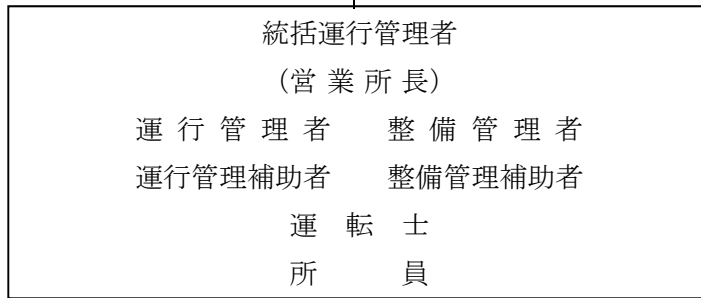 統括運行管理者
(営業所長)
運行管理者　整備管理者
運行管理補助者　整備管理補助者
運転士
所員